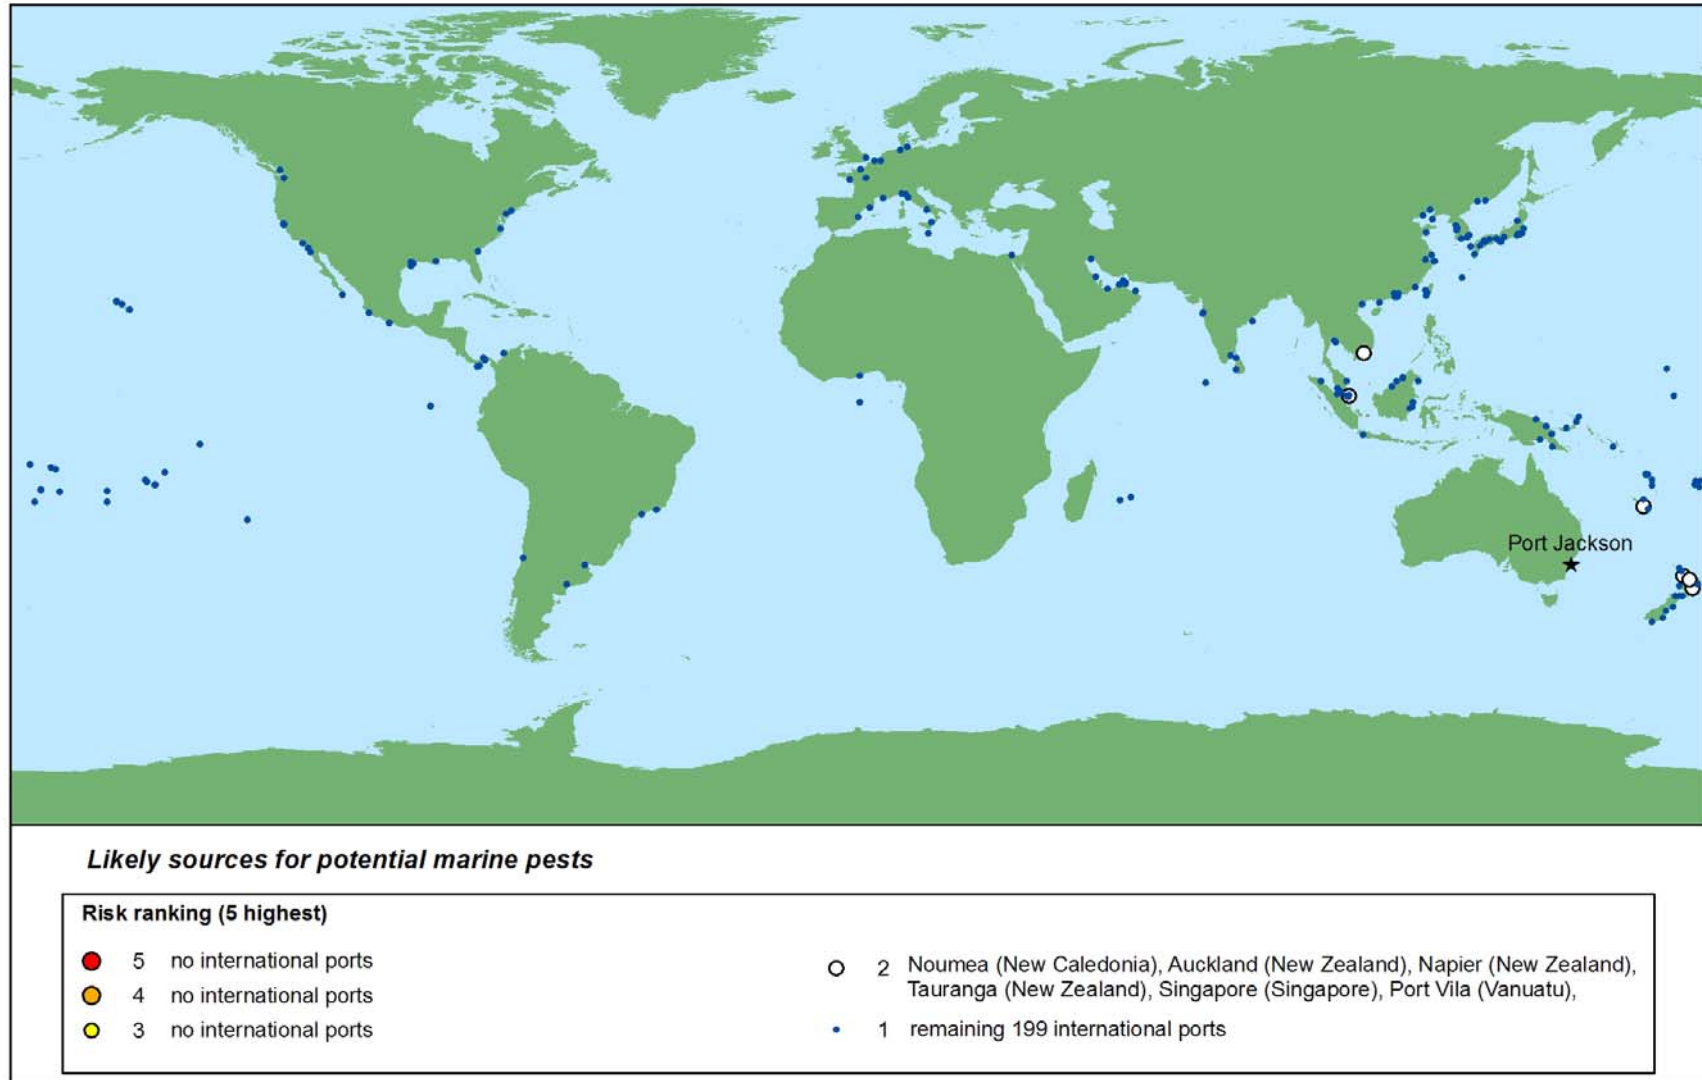 Port Jackson
Likely sources for potential marine pests
Risk ranking (5 highest)
5 no international ports
4 no international ports
3 no international ports
2 Noumea (New Caledonia), Auckland (New Zealand), Napier (New Zealand),
Tauranga (New Zealand), Singapore (Singapore), Port Vila (Vanuatu),
1 remaining 199 international ports